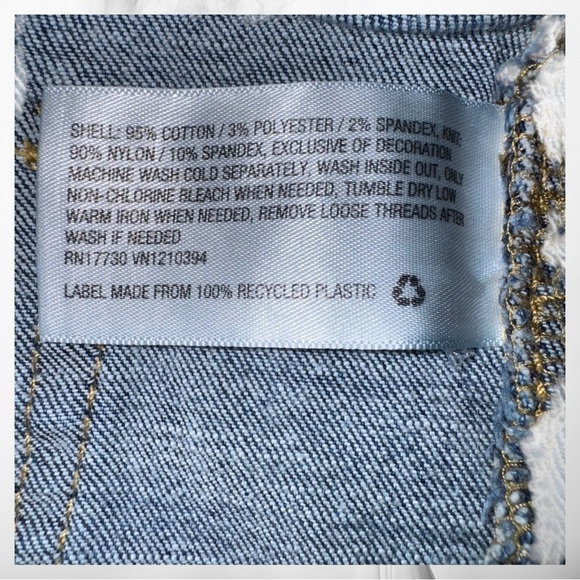 SHELL: 95% COTTON / 3% POLYESTER / 2% SPANDEX, KNIT:
90% NYLON / 10% SPANDEX, EXCLUSIVE OF DECORATION
MACHINE WASH COLD SEPARATELY, WASH INSIDE OUT, ONLY
NON-CHLORINE BLEACH WHEN NEEDED, TUMBLE DRY LOW
WARM IRON WHEN NEEDED, REMOVE LOOSE THREADS AFTER
WASH IF NEEDED
RN17730 VN1210394
LABEL MADE FROM 100% RECYCLED PLASTIC